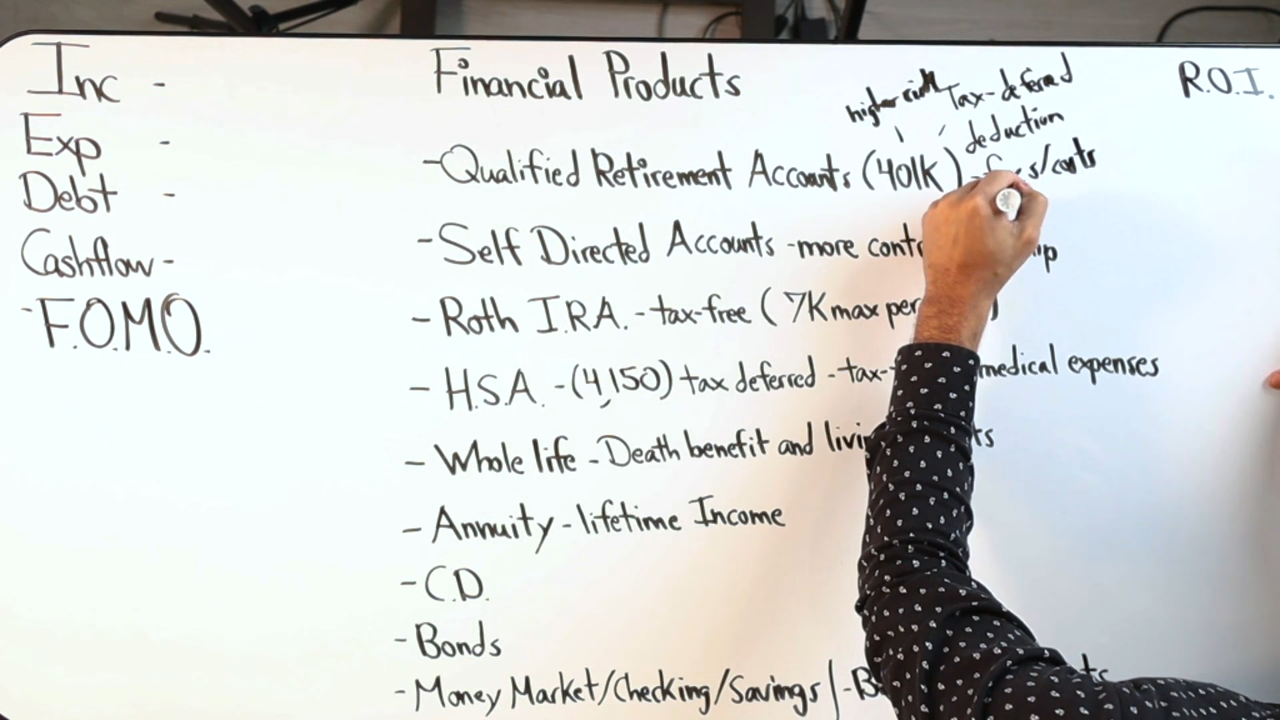 Inc -
Exp -
Debt -
Cashflow -
- F.O.M.O.
Financial Products
higher risk
Tax-deferred
deduction
- Qualified Retirement Accounts (401K) - /costs
- Self Directed Accounts - more
- Roth I.R.A. - tax-free (7K max per )
- H.S.A. - (4,150) tax deferred - tax- medical expenses
- Whole life - Death benefit and
- Annuity - lifetime Income
- C.D.
- Bonds
- Money Market/Checking/Savings | -
R.O.I.